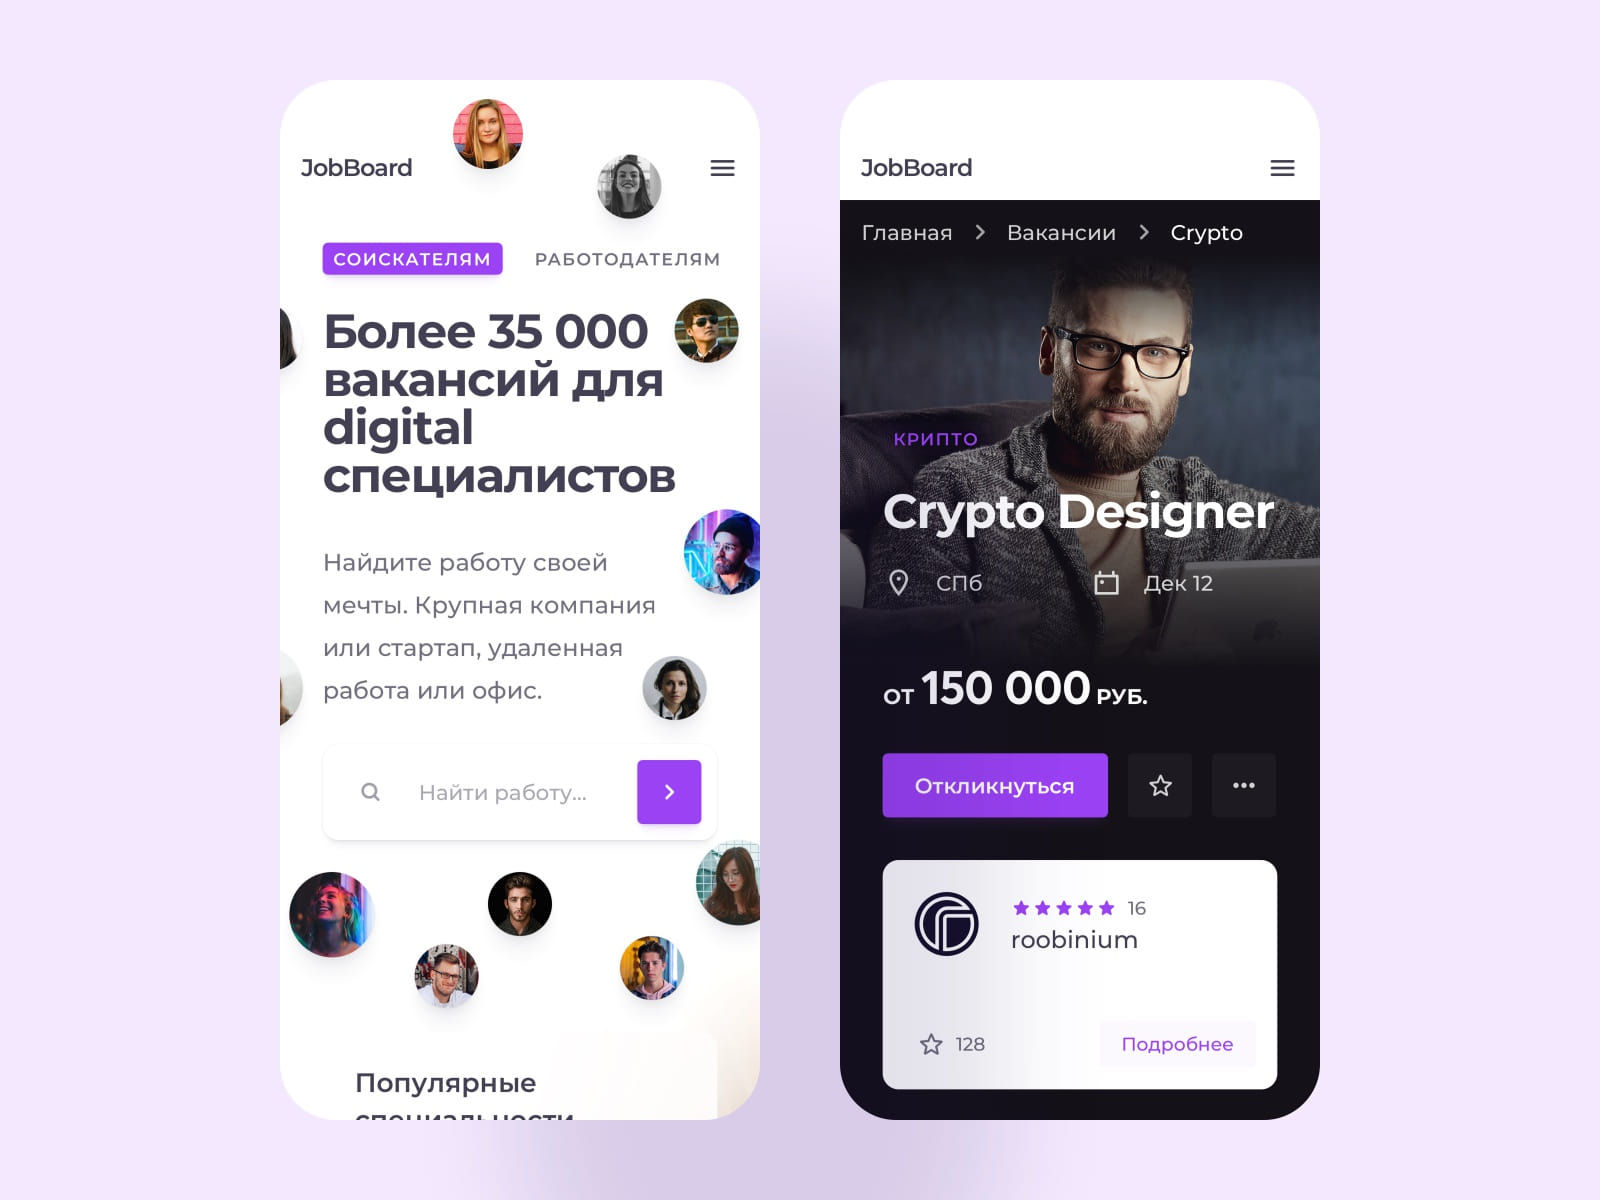 JobBoard
СОИСКАТЕЛЯМ
РАБОТОДАТЕЛЯМ
Более 35 000
вакансий для
digital
специалистов
Найдите работу своей
мечты. Крупная компания
или стартап, удаленная
работа или офис.
Найти работу...
Популярные
специальности
JobBoard
Главная > Вакансии > Crypto
КРИПТО
Crypto Designer
СПб
Дек 12
от 150 000 РУБ.
Откликнуться
16
roobinium
128
Подробнее